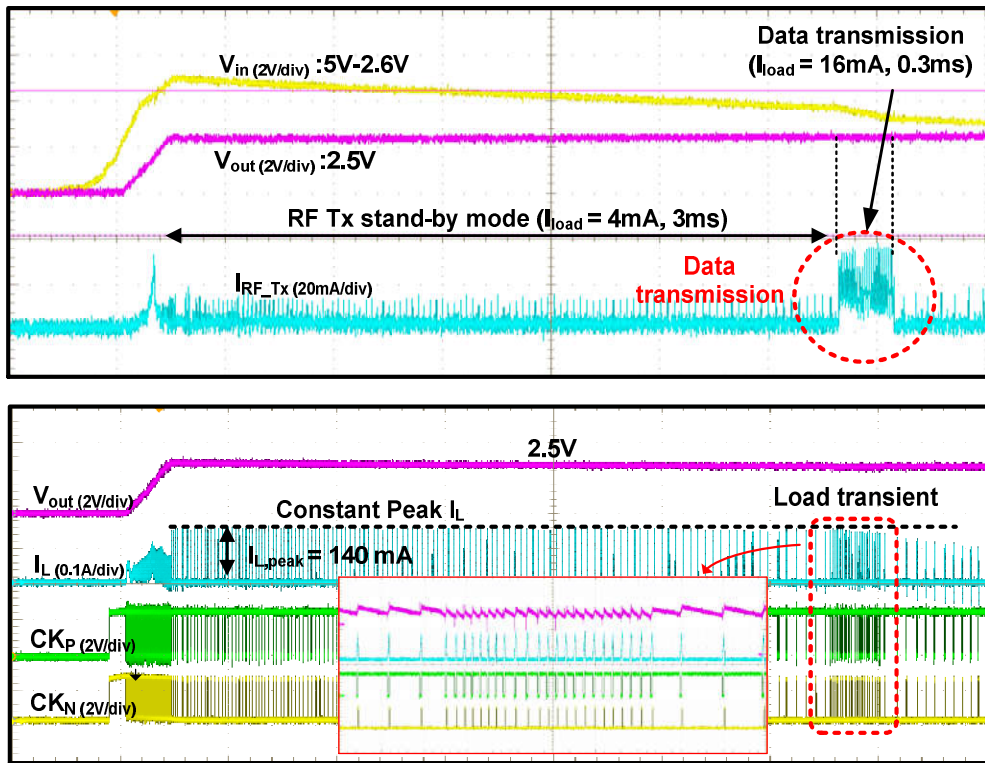 Data transmission
(Iload = 16mA, 0.3ms)
Vin (2V/div) :5V-2.6V
Vout (2V/div) :2.5V
RF Tx stand-by mode (Iload = 4mA, 3ms)
Data
transmission
IRF_Tx (20mA/div)
2.5V
Vout (2V/div)
Constant Peak IL
Load transient
IL,peak = 140 mA
IL (0.1A/div)
CKP (2V/div)
CKN (2V/div)